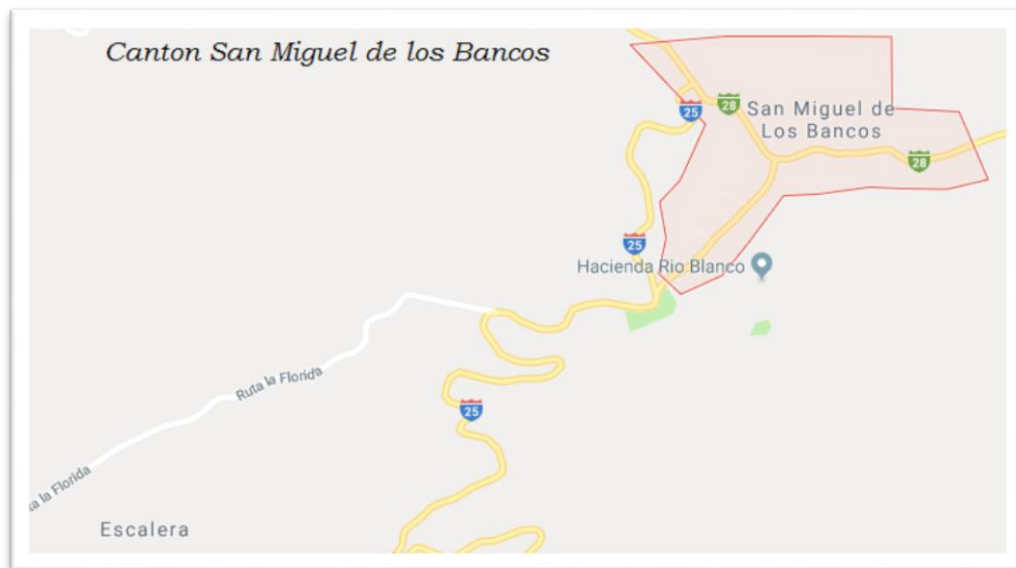 Canton San Miguel de los Bancos
25
28
San Miguel de
Los Bancos
28
25
Hacienda Rio Blanco
Ruta la Florida
25
la Florida
Escalera